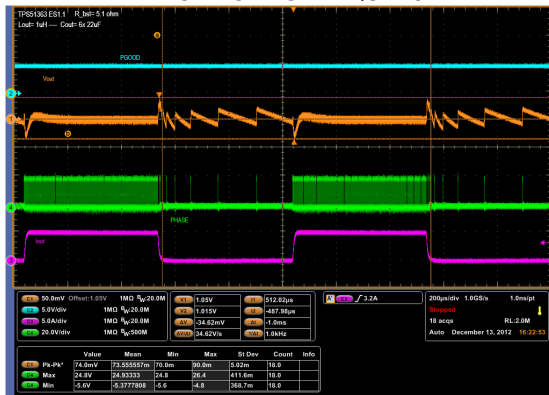 TPS51363 ES1.1 R_bst= 5.1 ohm
Lout= 1uH --- Cout= 6x 22uF
a
PGOOD
Vout
2
1
b
4
PHASE
Iout
C1 50.0mV Offset:1.05V 1MΩ BW:20.0M
C2 5.0V/div 1MΩ BW:20.0M
C3 5.0A/div 1MΩ BW:20.0M
C4 20.0V/div 1MΩ BW:500M
V1 1.05V
V2 1.015V
ΔV -34.62mV
ΔV/Δt 34.62V/s
t1 512.02µs
t2 -487.98µs
Δt -1.0ms
1/Δt 1.0kHz
A' C3 3.2A
200µs/div 1.0GS/s 1.0ns/pt
Stopped
18 acqs RL:2.0M
Auto December 13, 2012 16:22:53
Value Mean Min Max St Dev Count Info
C1 Pk-Pk* 74.0mV 73.555557m 70.0m 90.0m 5.02m 18.0
C4 Max 24.8V 24.93333 24.8 26.4 411.6m 18.0
C4 Min -5.6V -5.3777808 -5.6 -4.8 368.7m 18.0